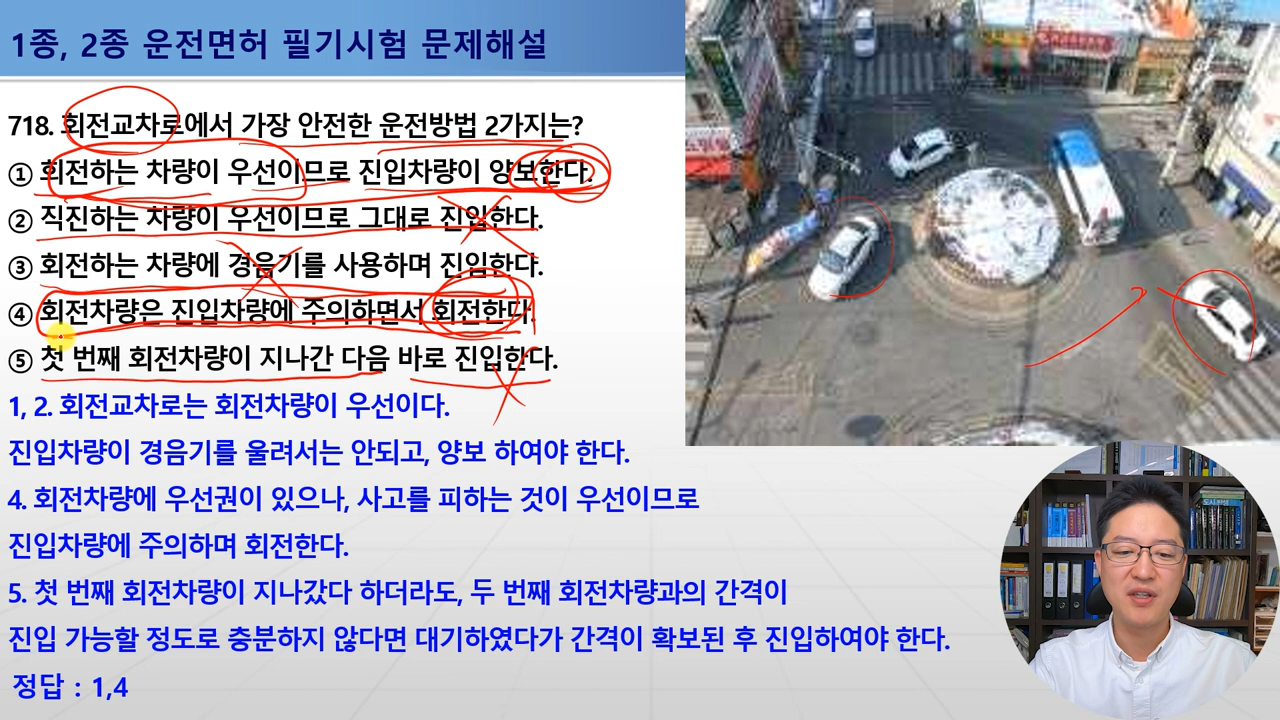 1종, 2종 운전면허 필기시험 문제해설
718. 회전교차로에서 가장 안전한 운전방법 2가지는?
① 회전하는 차량이 우선이므로 진입차량이 양보한다.
② 직진하는 차량이 우선이므로 그대로 진입한다.
③ 회전하는 차량에 경음기를 사용하며 진입한다.
④ 회전차량은 진입차량에 주의하면서 회전한다.
⑤ 첫 번째 회전차량이 지나간 다음 바로 진입한다.
1, 2. 회전교차로는 회전차량이 우선이다.
진입차량이 경음기를 울려서는 안되고, 양보 하여야 한다.
4. 회전차량에 우선권이 있으나, 사고를 피하는 것이 우선이므로
진입차량에 주의하며 회전한다.
5. 첫 번째 회전차량이 지나갔다 하더라도, 두 번째 회전차량과의 간격이
진입 가능할 정도로 충분하지 않다면 대기하였다가 간격이 확보된 후 진입하여야 한다.
정답 : 1,4